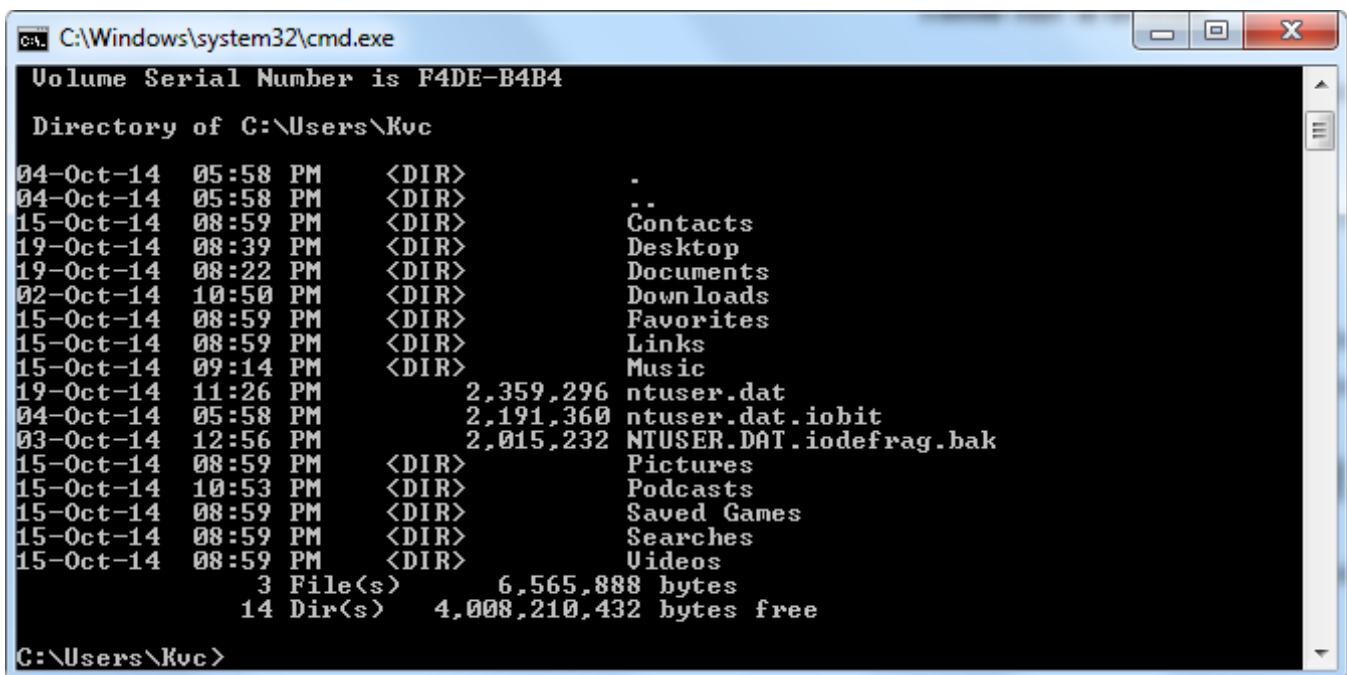 C:\Windows\system32\cmd.exe
Volume Serial Number is F4DE-B4B4
Directory of C:\Users\Kvc
04-Oct-14  05:58 PM    <DIR>          .
04-Oct-14  05:58 PM    <DIR>          ..
15-Oct-14  08:59 PM    <DIR>          Contacts
19-Oct-14  08:39 PM    <DIR>          Desktop
19-Oct-14  08:22 PM    <DIR>          Documents
02-Oct-14  10:50 PM    <DIR>          Downloads
15-Oct-14  08:59 PM    <DIR>          Favorites
15-Oct-14  08:59 PM    <DIR>          Links
15-Oct-14  09:14 PM    <DIR>          Music
19-Oct-14  11:26 PM         2,359,296 ntuser.dat
04-Oct-14  05:58 PM         2,191,360 ntuser.dat.iobit
03-Oct-14  12:56 PM         2,015,232 NTUSER.DAT.iodefrag.bak
15-Oct-14  08:59 PM    <DIR>          Pictures
15-Oct-14  10:53 PM    <DIR>          Podcasts
15-Oct-14  08:59 PM    <DIR>          Saved Games
15-Oct-14  08:59 PM    <DIR>          Searches
15-Oct-14  08:59 PM    <DIR>          Videos
3 File(s)      6,565,888 bytes
14 Dir(s)   4,008,210,432 bytes free
C:\Users\Kvc>